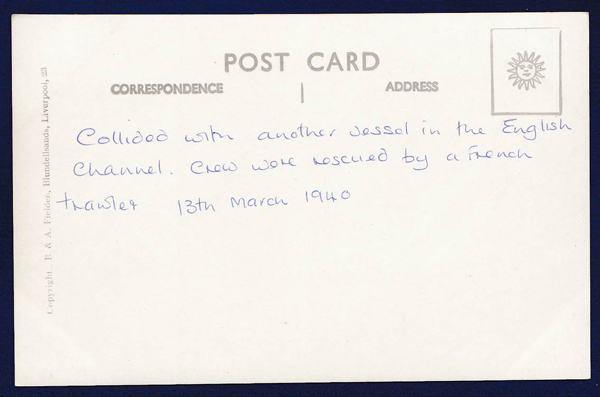 POST CARD
CORRESPONDENCE
ADDRESS
Collided with another vessel in the English
Channel. Crew were rescued by a French
trawler 13th March 1940
Copyright B & A. Feilden, Blundellsands, Liverpool, 23